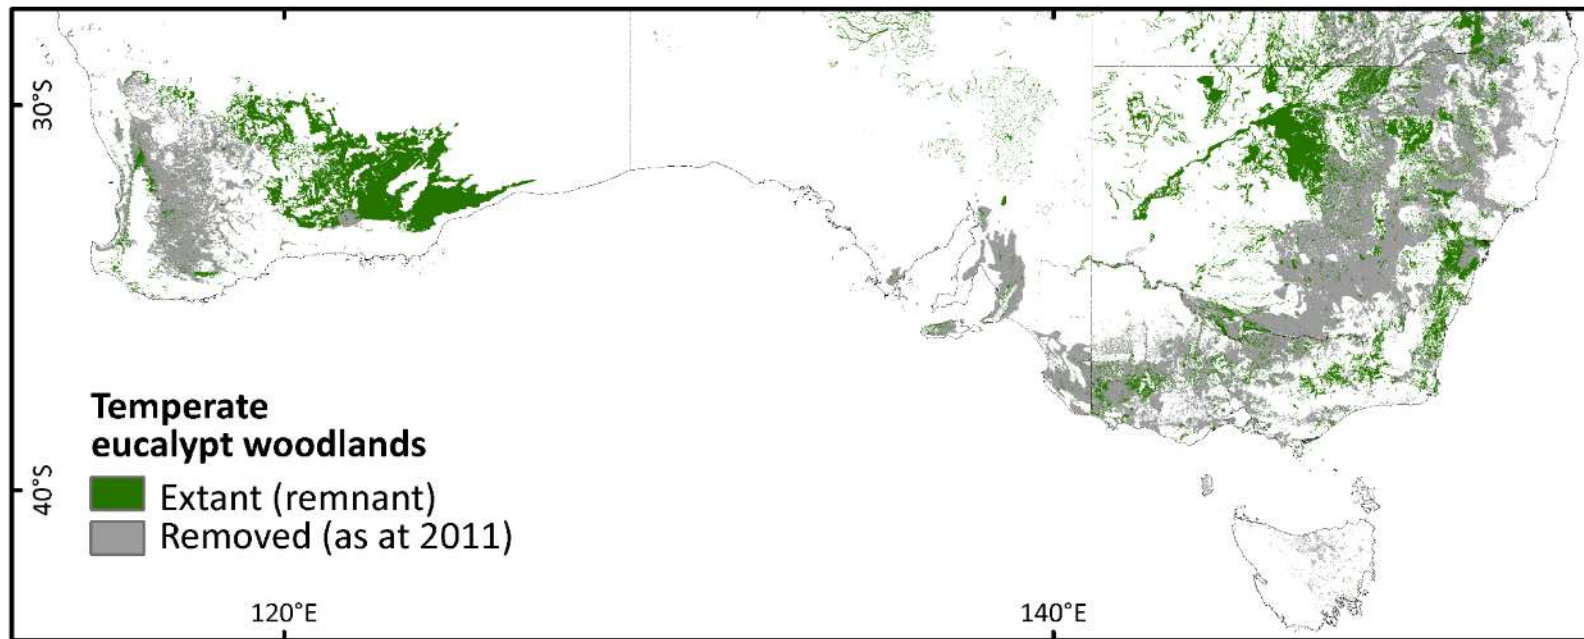 30°S
Temperate
eucalypt woodlands
Extant (remnant)
40°S
Removed (as at 2011)
120°E
140°E